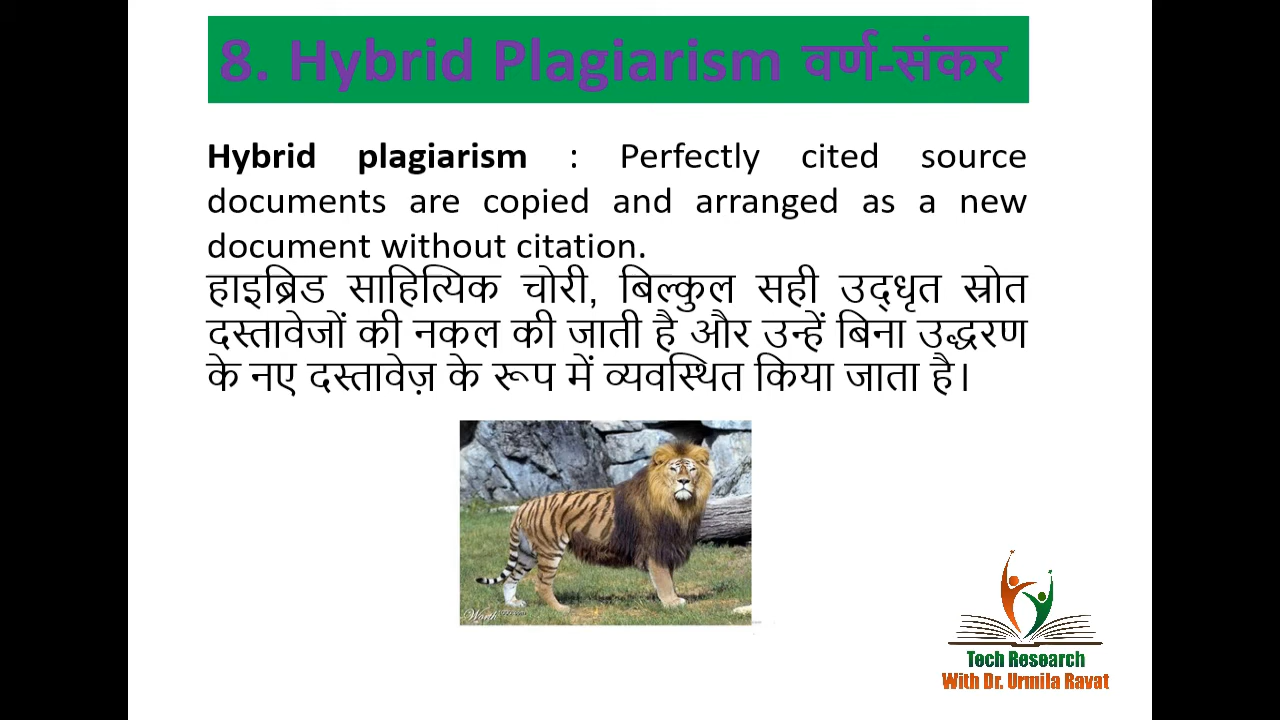 8. Hybrid Plagiarism वर्ण-संकर
Hybrid plagiarism : Perfectly cited source
documents are copied and arranged as a new
document without citation.
हाइब्रिड साहित्यिक चोरी, बिल्कुल सही उद्धृत स्रोत
दस्तावेजों की नकल की जाती है और उन्हें बिना उद्धरण
के नए दस्तावेज़ के रूप में व्यवस्थित किया जाता है।
Tech Research
With Dr. Urmila Ravat